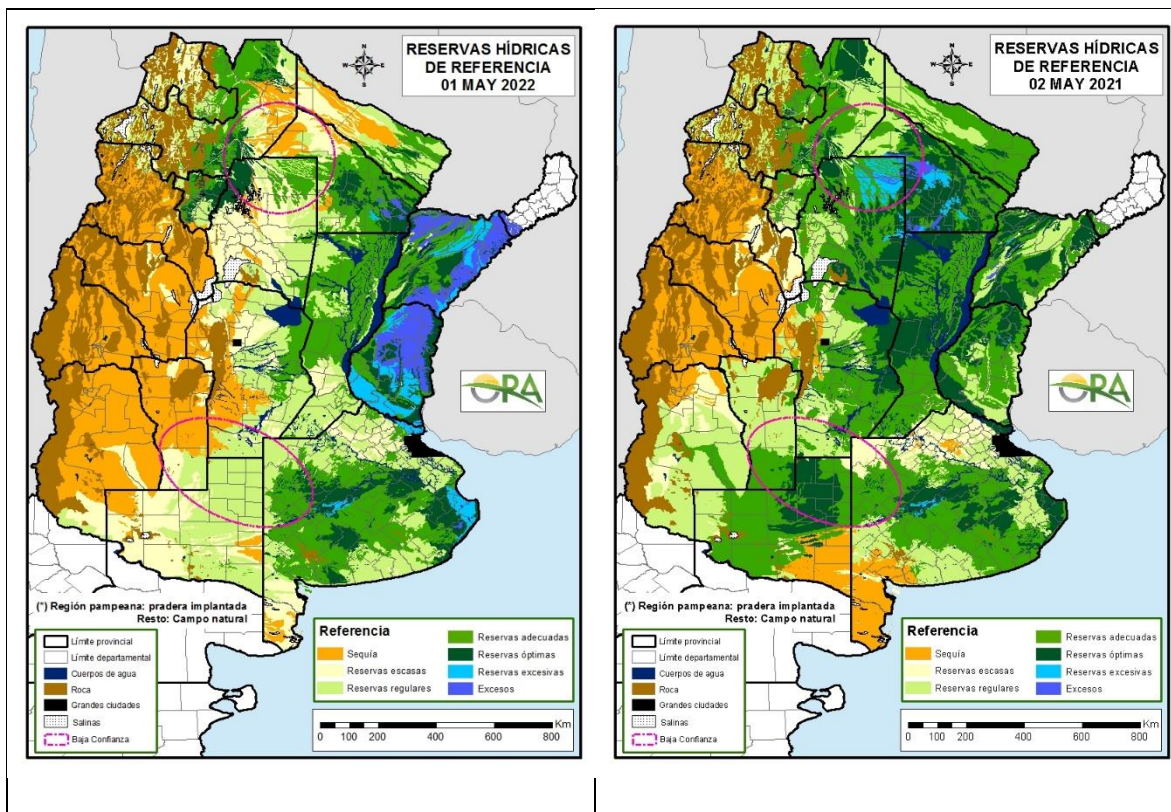 RESERVAS HÍDRICAS
DE REFERENCIA
01 MAY 2022
N
W
E
S
ORA
(*) Región pampeana: pradera implantada
Resto: Campo natural
Límite provincial
Límite departamental
Cuerpos de agua
Roca
Grandes ciudades
Salinas
Baja Confianza
Referencia
Sequía
Reservas escasas
Reservas regulares
Reservas adecuadas
Reservas óptimas
Reservas excesivas
Excesos
Km
0 100 200 400 600 800
RESERVAS HÍDRICAS
DE REFERENCIA
02 MAY 2021
N
W
E
S
ORA
(*) Región pampeana: pradera implantada
Resto: Campo natural
Límite provincial
Límite departamental
Cuerpos de agua
Roca
Grandes ciudades
Salinas
Baja Confianza
Referencia
Sequía
Reservas escasas
Reservas regulares
Reservas adecuadas
Reservas óptimas
Reservas excesivas
Excesos
Km
0 100 200 400 600 800